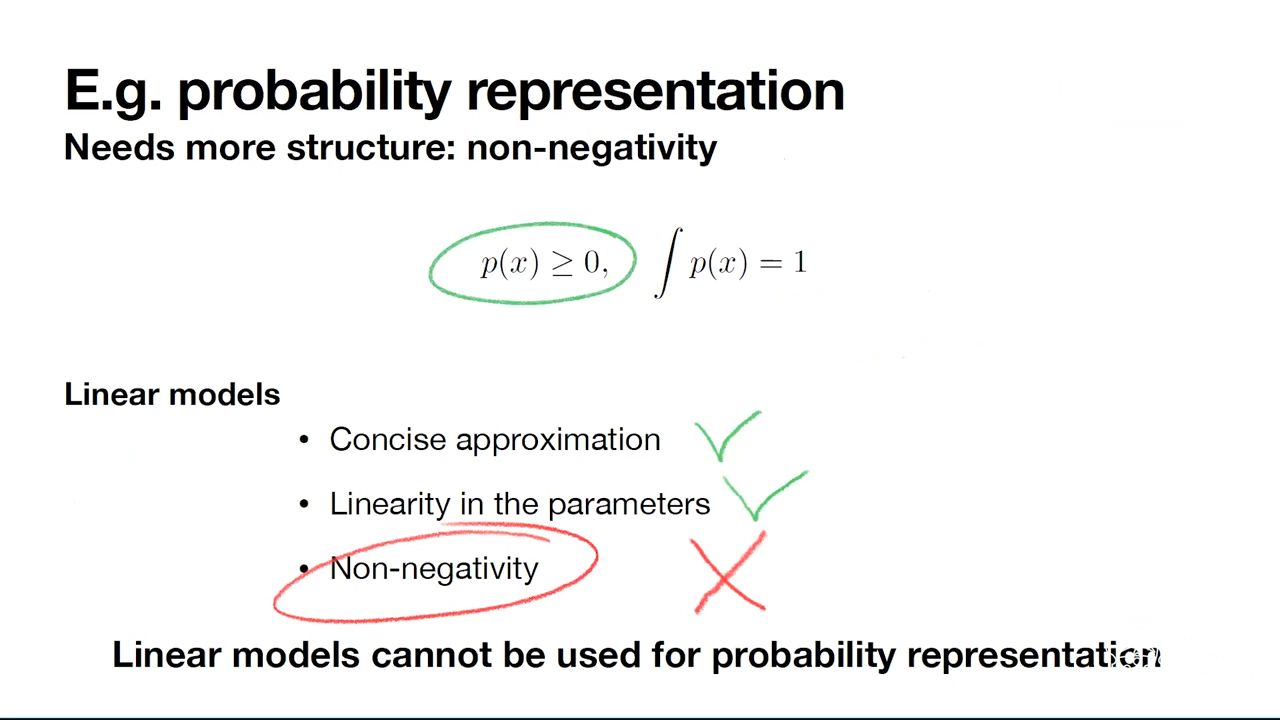 E.g. probability representation
Needs more structure: non-negativity
p(x) ≥ 0, ∫ p(x) = 1
Linear models
• Concise approximation
• Linearity in the parameters
• Non-negativity
Linear models cannot be used for probability representation